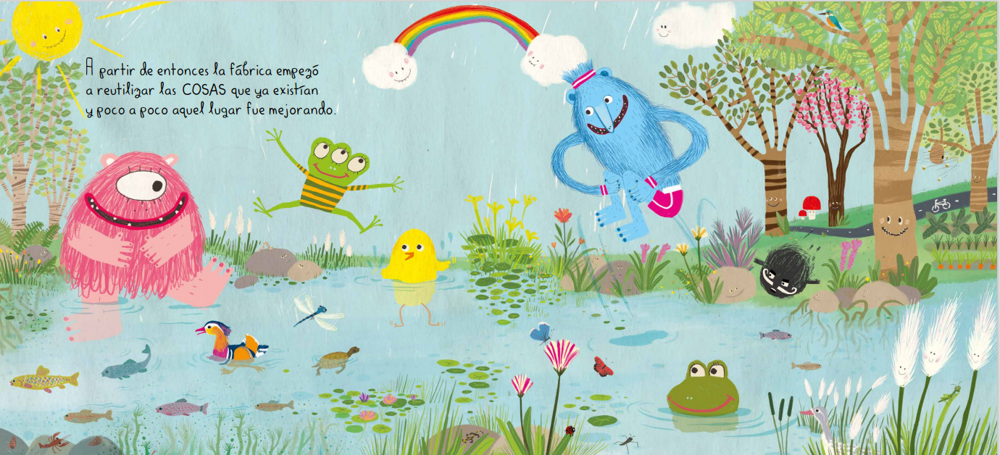 A partir de entonces la fábrica empezó
a reutilizar las COSAS que ya existían
y poco a poco aquel lugar fue mejorando.